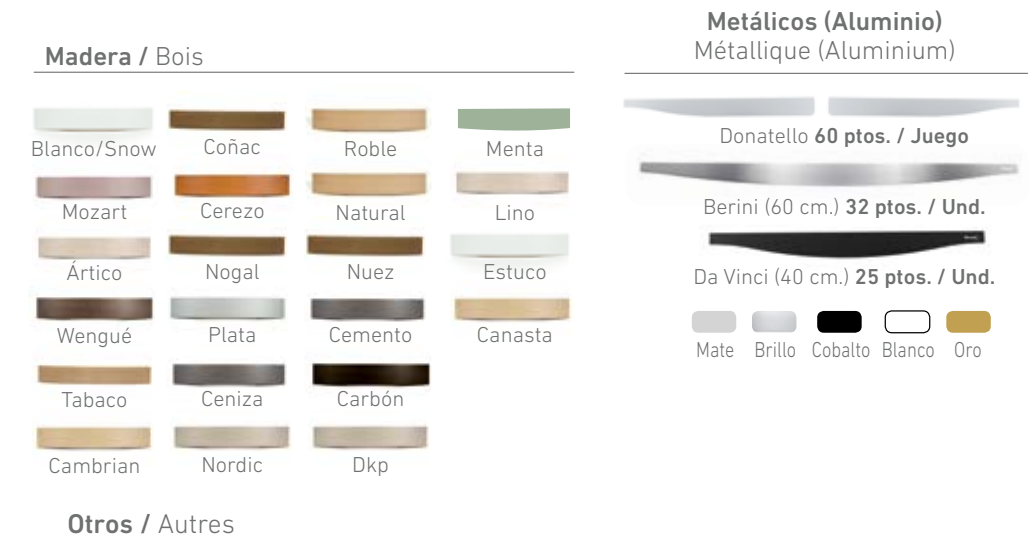 Madera / Bois
Blanco/Snow Coñac Roble Menta
Mozart Cerezo Natural Lino
Ártico Nogal Nuez Estuco
Wengué Plata Cemento Canasta
Tabaco Ceniza Carbón
Cambrian Nordic Dkp
Otros / Autres
Metálicos (Aluminio)
Métallique (Aluminium)
Donatello 60 ptos. / Juego
Berini (60 cm.) 32 ptos. / Und.
Da Vinci (40 cm.) 25 ptos. / Und.
Mate Brillo Cobalto Blanco Oro